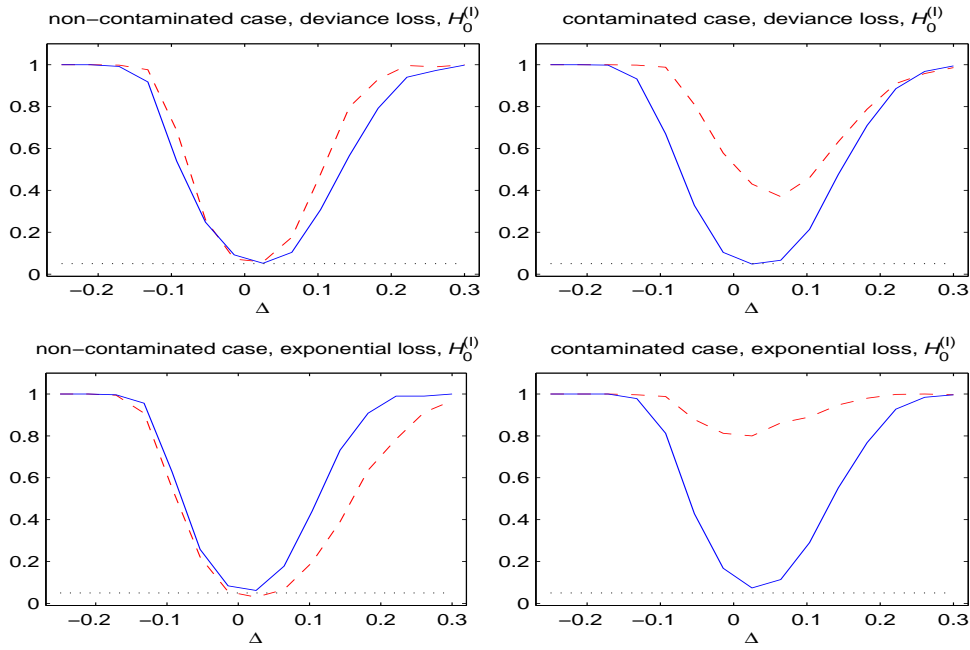 non−contaminated case, deviance loss, H₀⁽ᴵ⁾
1
0.8
0.6
0.4
0.2
0
−0.2 −0.1 0 0.1 0.2 0.3
Δ
contaminated case, deviance loss, H₀⁽ᴵ⁾
1
0.8
0.6
0.4
0.2
0
−0.2 −0.1 0 0.1 0.2 0.3
Δ
non−contaminated case, exponential loss, H₀⁽ᴵ⁾
1
0.8
0.6
0.4
0.2
0
−0.2 −0.1 0 0.1 0.2 0.3
Δ
contaminated case, exponential loss, H₀⁽ᴵ⁾
1
0.8
0.6
0.4
0.2
0
−0.2 −0.1 0 0.1 0.2 0.3
Δ